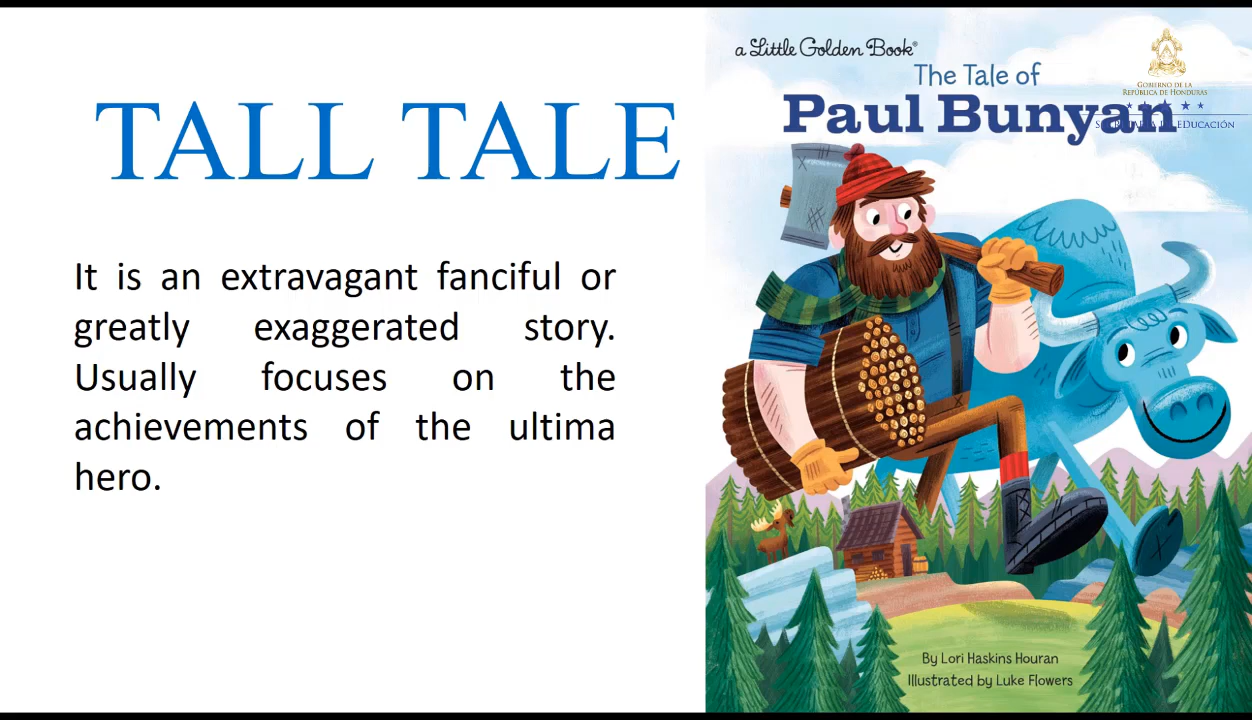 TALL TALE
It is an extravagant fanciful or
greatly exaggerated story.
Usually focuses on the
achievements of the ultima
hero.
a Little Golden Book®
The Tale of
Paul Bunyan
GOBIERNO DE LA
REPÚBLICA DE HONDURAS
EDUCACIÓN
By Lori Haskins Houran
Illustrated by Luke Flowers